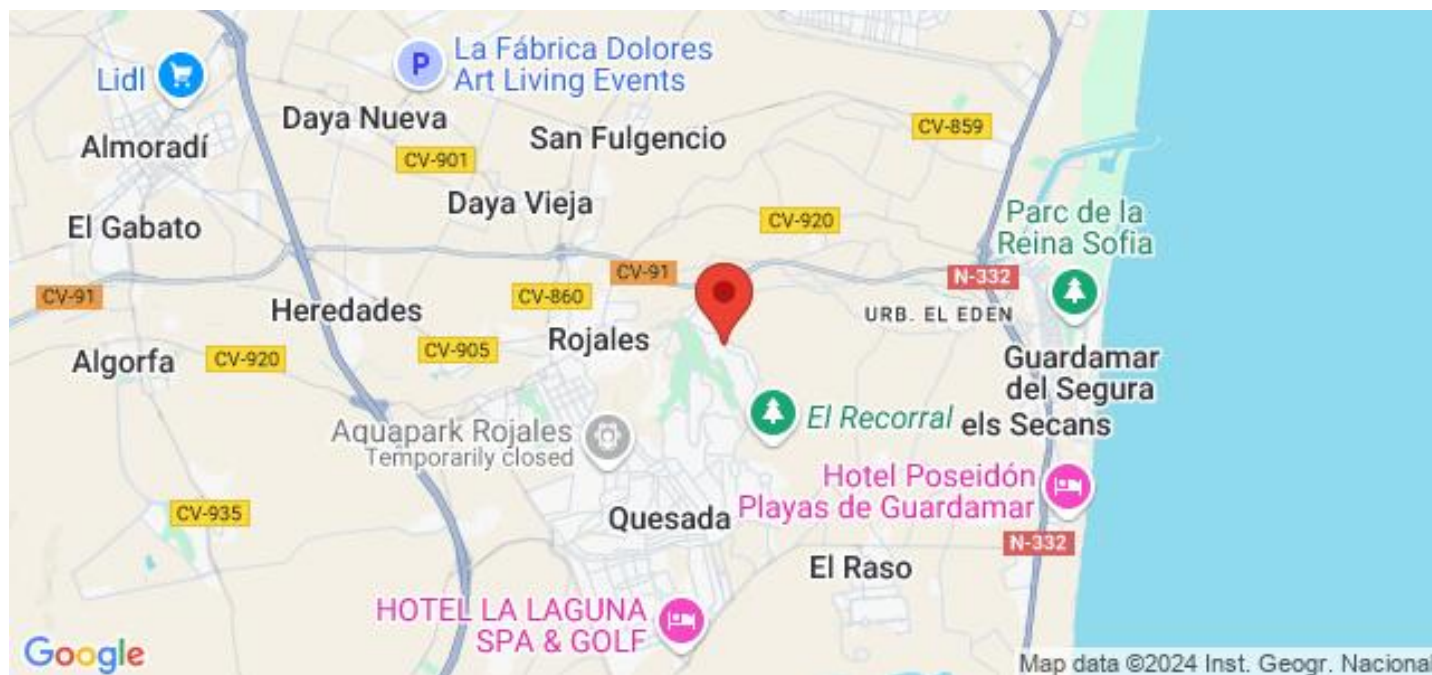 La Fábrica Dolores
Art Living Events
P
Lidl
Daya Nueva
San Fulgencio
CV-859
Almoradí
CV-901
Daya Vieja
El Gabato
CV-920
Parc de la
Reina Sofia
CV-91
N-332
CV-91
CV-860
Heredades
URB. EL EDEN
Rojales
Algorfa
CV-920
CV-905
Guardamar
del Segura
El Recorral
els Secans
Aquapark Rojales
Temporarily closed
Hotel Poseidón
Playas de Guardamar
CV-935
Quesada
N-332
El Raso
HOTEL LA LAGUNA
SPA & GOLF
Google
Map data ©2024 Inst. Geogr. Nacional